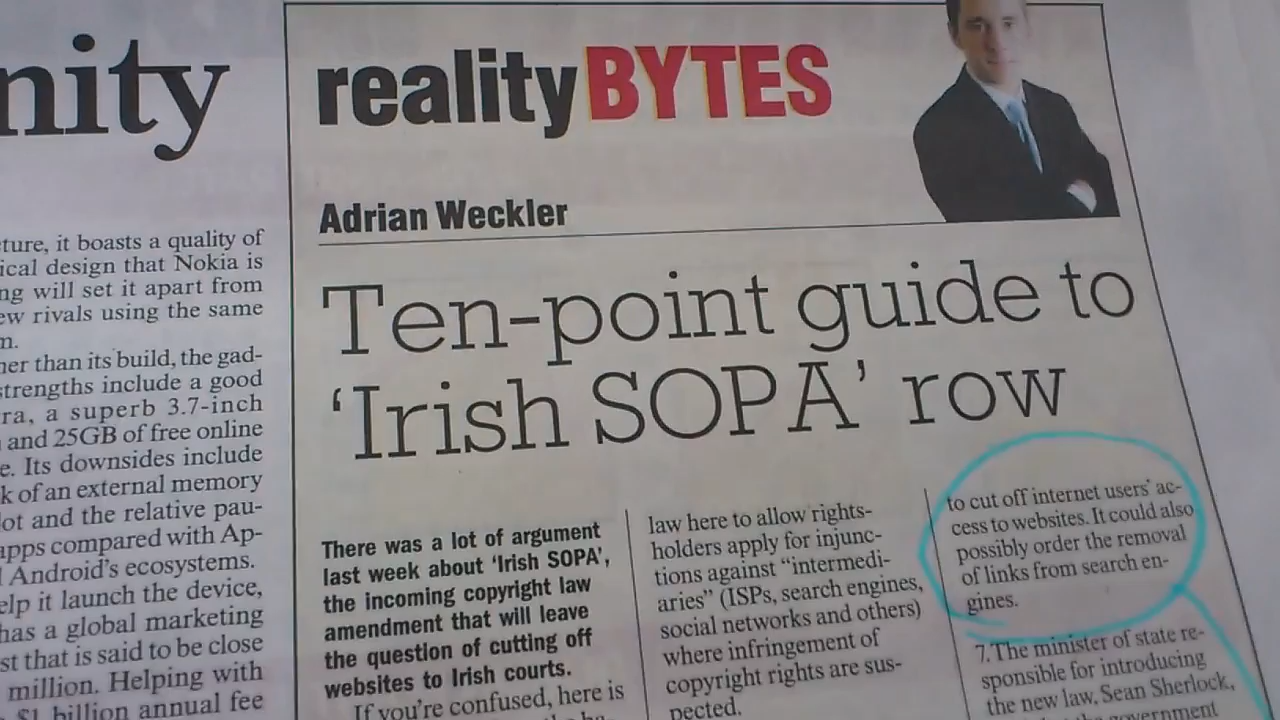 nity
ture, it boasts a quality of
ical design that Nokia is
ng will set it apart from
ew rivals using the same
n.
her than its build, the gad-
strengths include a good
ra, a superb 3.7-inch
and 25GB of free online
e. Its downsides include
k of an external memory
lot and the relative pau-
apps compared with Ap-
Android's ecosystems.
elp it launch the device,
has a global marketing
st that is said to be close
million. Helping with
$1 billion annual fee
realityBYTES
Adrian Weckler
Ten-point guide to
'Irish SOPA' row
There was a lot of argument
last week about 'Irish SOPA',
the incoming copyright law
amendment that will leave
the question of cutting off
websites to Irish courts.
If you're confused, here is
law here to allow rights-
holders apply for injunc-
tions against "intermedi-
aries" (ISPs, search engines,
social networks and others)
where infringement of
copyright rights are sus-
pected.
to cut off internet users' ac-
cess to websites. It could also
possibly order the removal
of links from search en-
gines.
7. The minister of state re-
sponsible for introducing
the new law, Sean Sherlock,
government